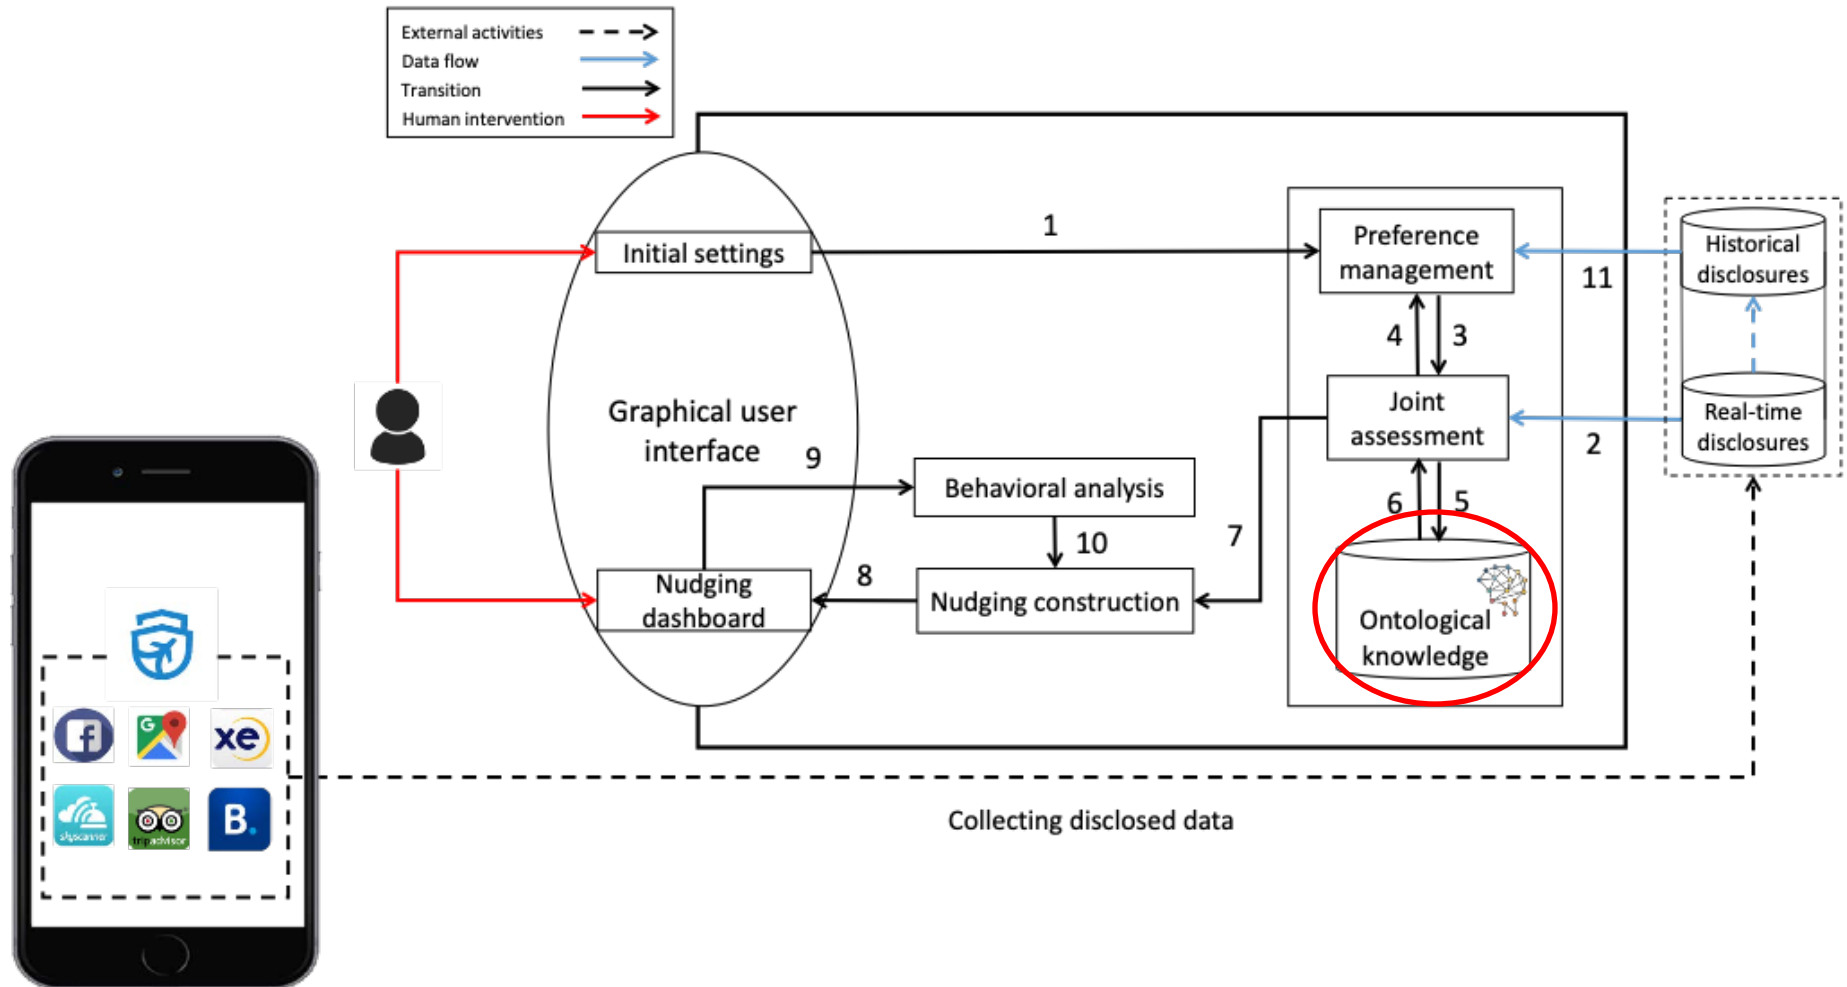 External activities
Data flow
Transition
Human intervention
Initial settings
1
Preference
management
11
Historical
disclosures
4
3
Graphical user
interface
Joint
assessment
2
Real-time
disclosures
9
Behavioral analysis
6
5
7
10
8
Nudging
dashboard
Nudging construction
Ontological
knowledge
f
G
xe
skyscanner
tripadvisor
B.
Collecting disclosed data